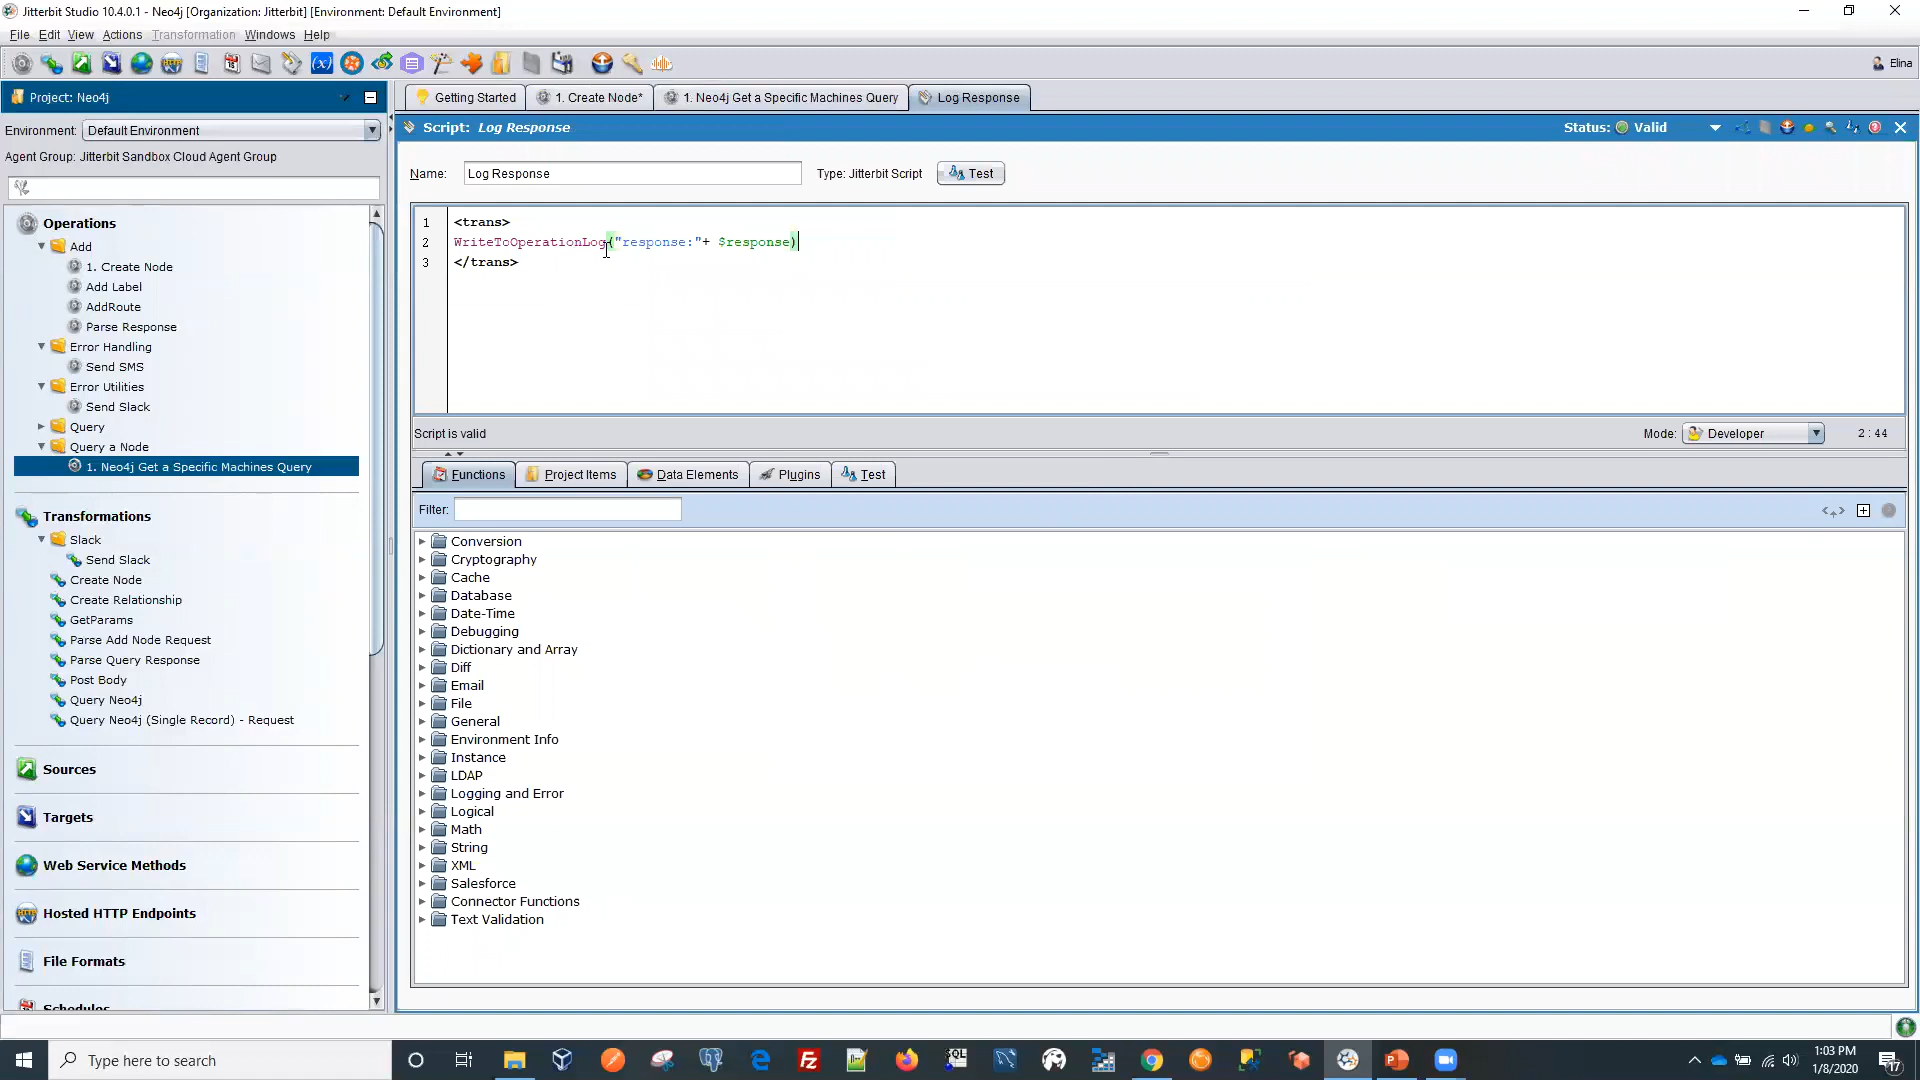 Jitterbit Studio 10.4.0.1 - Neo4j [Organization: Jitterbit] [Environment: Default Environment]
File Edit View Actions Transformation Windows Help
Elina
Project: Neo4j
Environment: Default Environment
Agent Group: Jitterbit Sandbox Cloud Agent Group
Operations
Add
1. Create Node
Add Label
AddRoute
Parse Response
Error Handling
Send SMS
Error Utilities
Send Slack
Query
Query a Node
1. Neo4j Get a Specific Machines Query
Transformations
Slack
Send Slack
Create Node
Create Relationship
GetParams
Parse Add Node Request
Parse Query Response
Post Body
Query Neo4j
Query Neo4j (Single Record) - Request
Sources
Targets
Web Service Methods
Hosted HTTP Endpoints
File Formats
Schedules
Getting Started 1. Create Node* 1. Neo4j Get a Specific Machines Query Log Response
Script: Log Response Status: Valid
Name: Log Response Type: Jitterbit Script Test
1 <trans>
2 WriteToOperationLog("response:"+ $response)
3 </trans>
Script is valid Mode: Developer 2 : 44
Functions Project Items Data Elements Plugins Test
Filter:
Conversion
Cryptography
Cache
Database
Date-Time
Debugging
Dictionary and Array
Diff
Email
File
General
Environment Info
Instance
LDAP
Logging and Error
Logical
Math
String
XML
Salesforce
Connector Functions
Text Validation
Type here to search
1:03 PM
1/8/2020
17